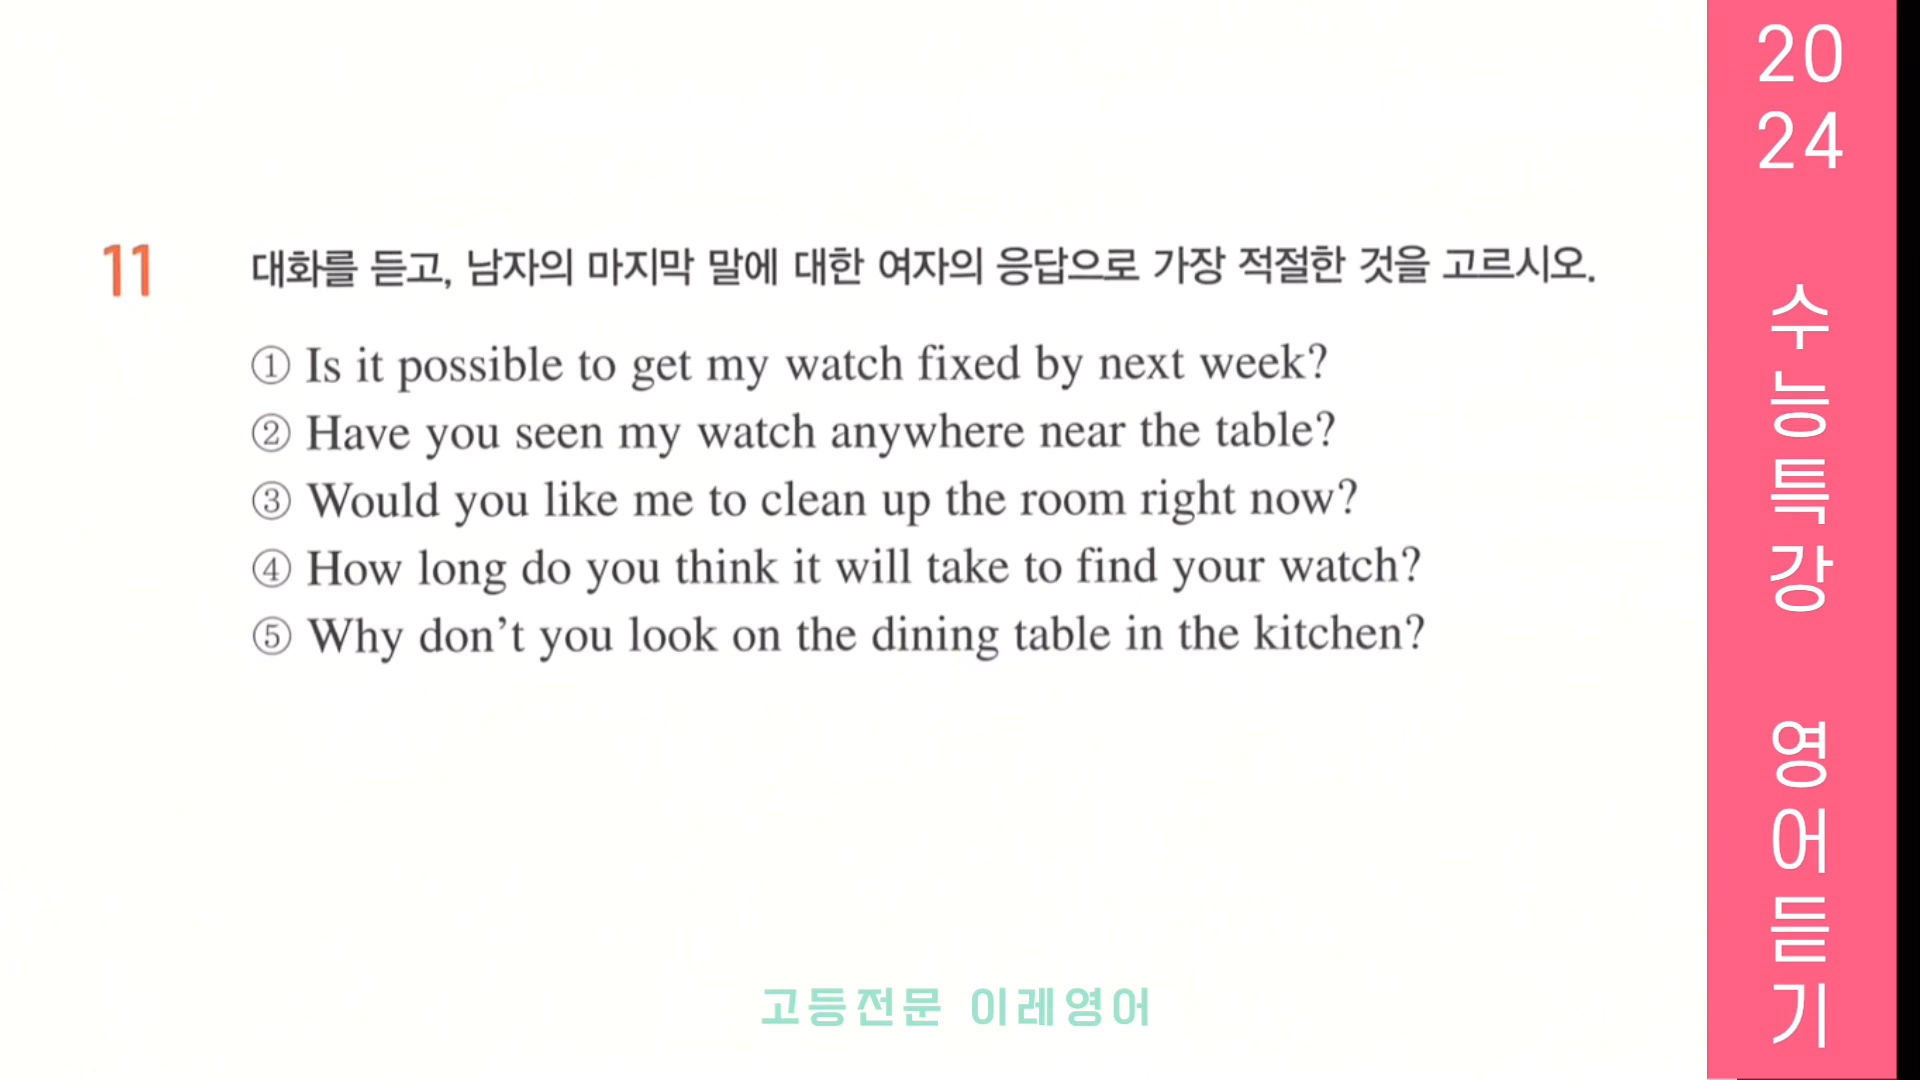 11 대화를 듣고, 남자의 마지막 말에 대한 여자의 응답으로 가장 적절한 것을 고르시오.
① Is it possible to get my watch fixed by next week?
② Have you seen my watch anywhere near the table?
③ Would you like me to clean up the room right now?
④ How long do you think it will take to find your watch?
⑤ Why don't you look on the dining table in the kitchen?
고등전문 이레영어
2024 수능특강 영어듣기